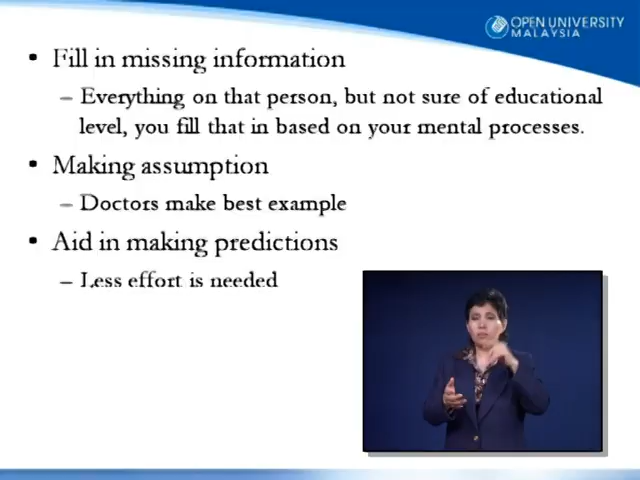 OPEN UNIVERSITY
MALAYSIA
• Fill in missing information
– Everything on that person, but not sure of educational
level, you fill that in based on your mental processes.
• Making assumption
– Doctors make best example
• Aid in making predictions
– Less effort is needed